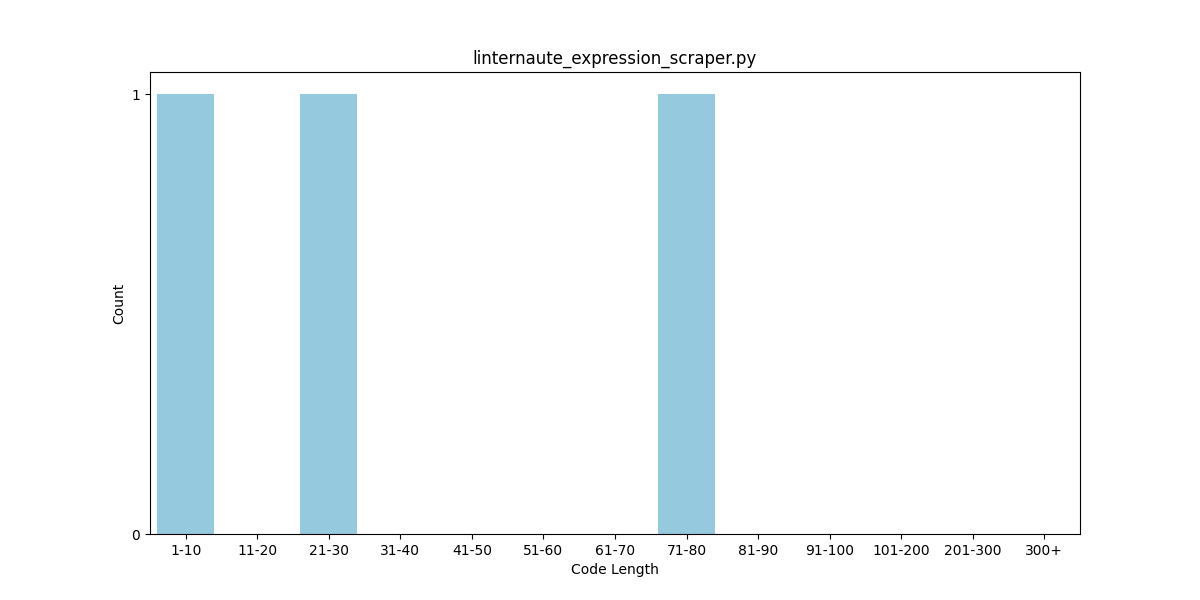 linternaute_expression_scraper.py
1
Count
0
1-10 11-20 21-30 31-40 41-50 51-60 61-70 71-80 81-90 91-100 101-200 201-300 300+
Code Length